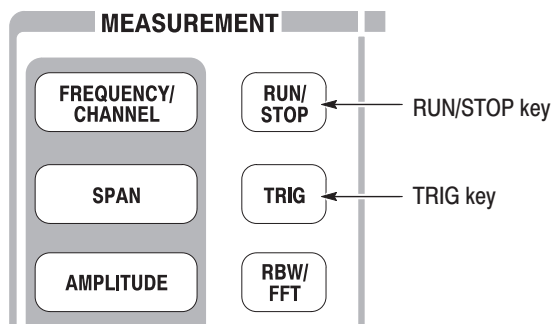 MEASUREMENT
FREQUENCY/
CHANNEL
RUN/
STOP
RUN/STOP key
SPAN
TRIG
TRIG key
AMPLITUDE
RBW/
FFT